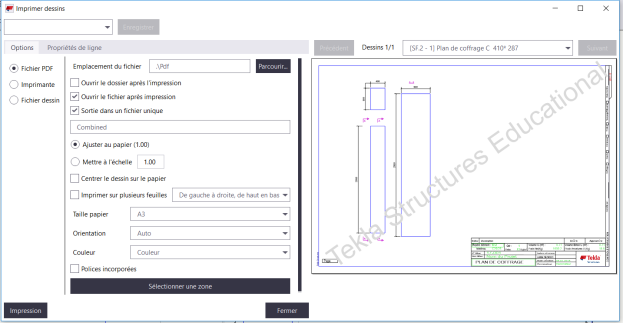 Imprimer dessins
Enregistrer
Options
Propriétés de ligne
Précédent
Dessins 1/1
[SF.2 - 1] Plan de coffrage C 410* 287
Suivant
Fichier PDF
Imprimante
Fichier dessin
Emplacement du fichier
.\Pdf
Parcourir...
Ouvrir le dossier après l'impression
Ouvrir le fichier après impression
Sortie dans un fichier unique
Combined
Ajuster au papier (1.00)
Mettre à l'échelle
1.00
Centrer le dessin sur le papier
Imprimer sur plusieurs feuilles
De gauche à droite, de haut en bas
Taille papier
A3
Orientation
Auto
Couleur
Couleur
Polices incorporées
Sélectionner une zone
Tekla Structures Educational
PLAN DE COFFRAGE
Tekla
Impression
Fermer